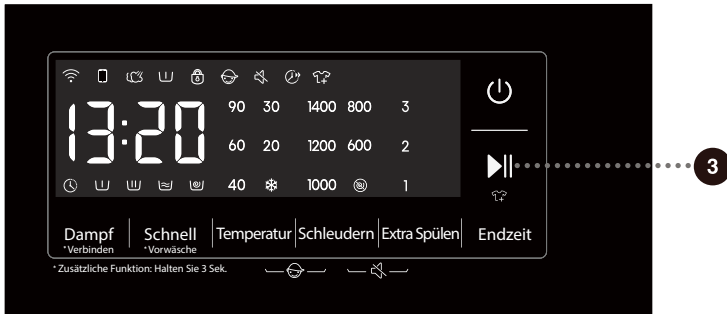 13:20
90 30 1400 800 3
60 20 1200 600 2
40 1000 1
3
Dampf Schnell Temperatur Schleudern Extra Spülen Endzeit
*Verbinden *Vorwäsche
*Zusätzliche Funktion: Halten Sie 3 Sek.